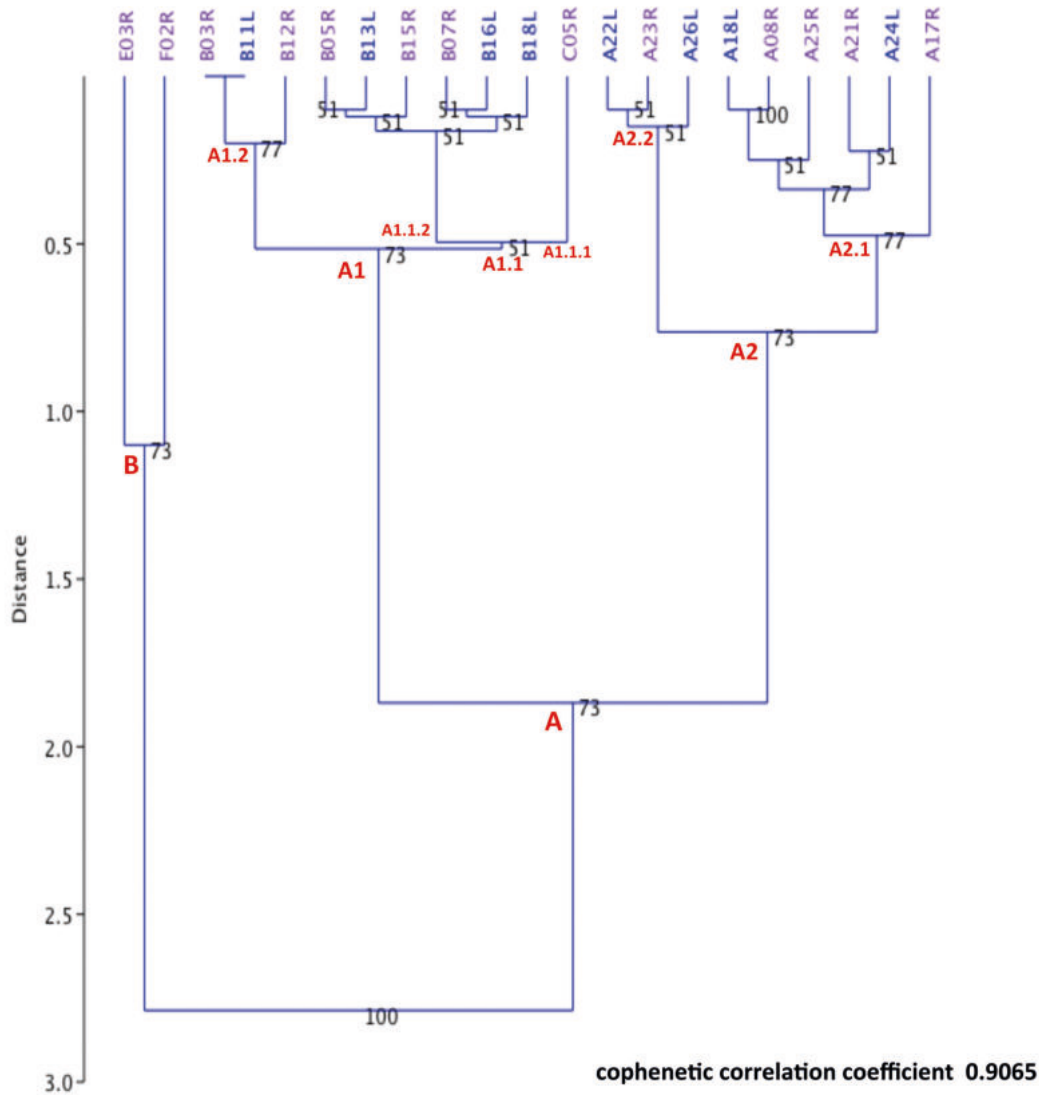 E03R F02R B03R B11L B12R B05R B13L B15R B07R B16L B18L C05R A22L A23R A26L A18L A08R A25R A21R A24L A17R
51 51 51 100
51 51 51
77 51 A2.2 51 51
A1.2 51
77
A1.1.2
0.5 51 A2.1 77
73 A1.1 A1.1.1
A1
73
A2
1.0
73
B
Distance
1.5
73
A
2.0
2.5
100
cophenetic correlation coefficient 0.9065
3.0